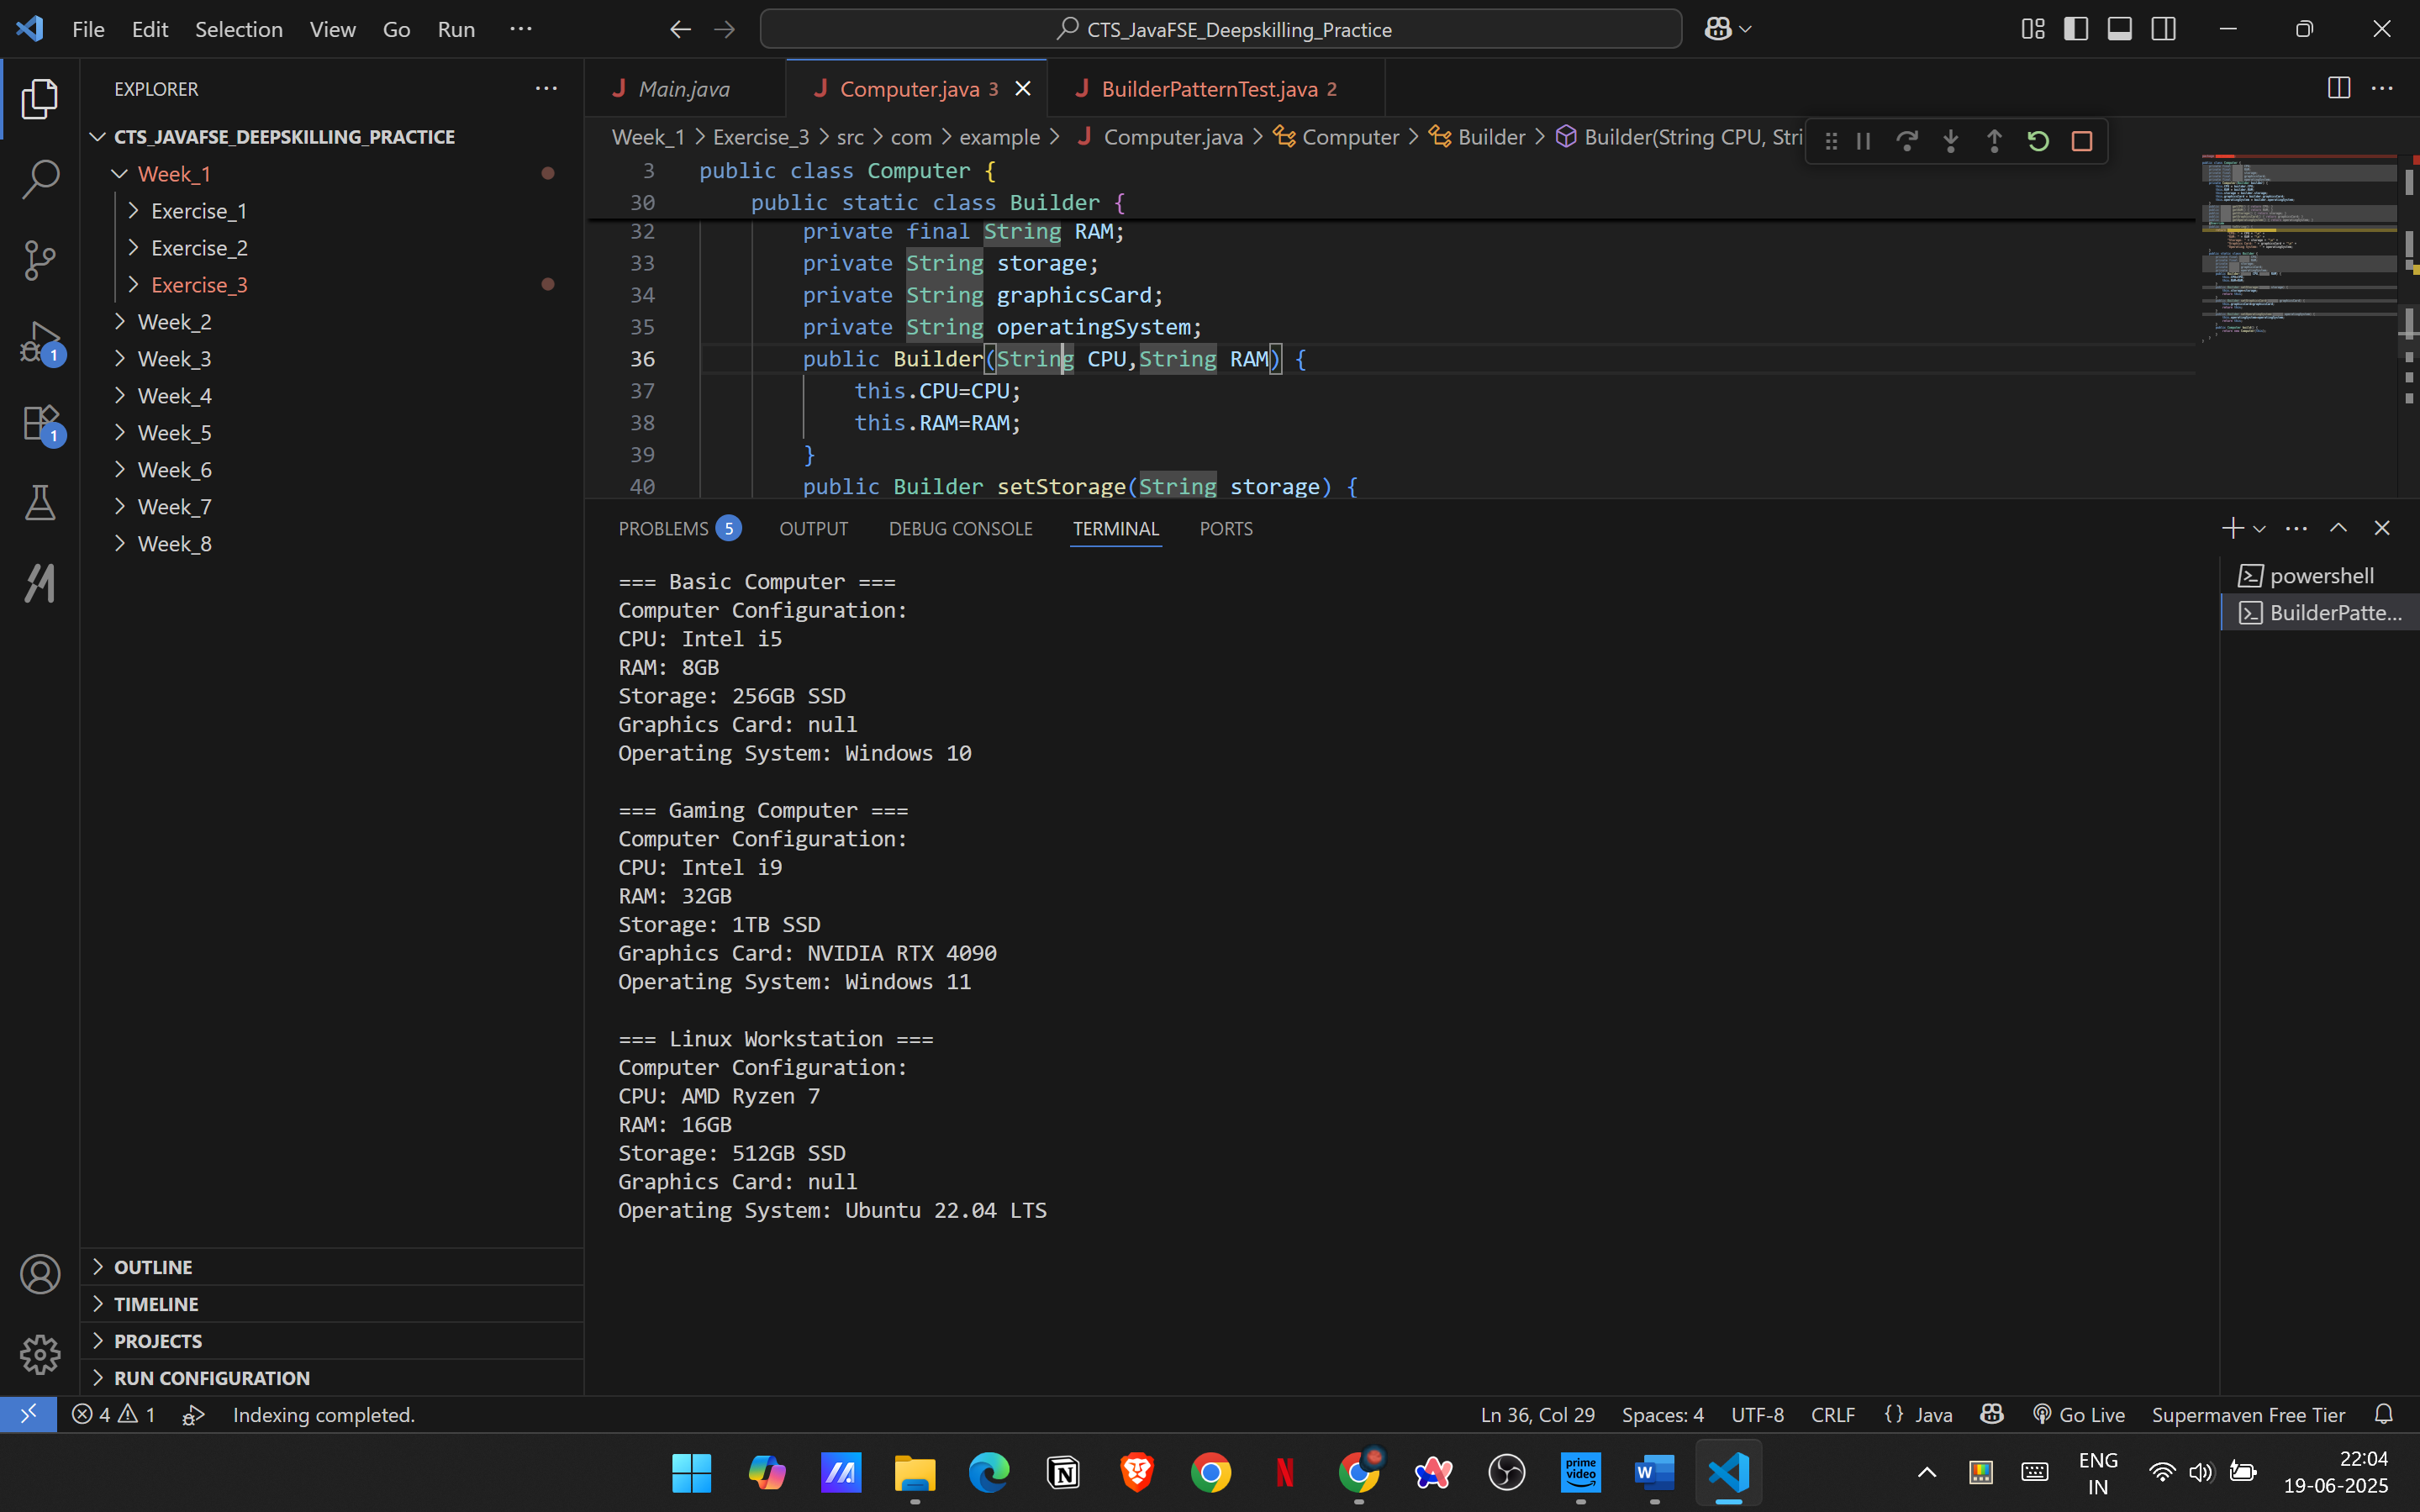 File Edit Selection View Go Run ···
CTS_JavaFSE_Deepskilling_Practice
EXPLORER
CTS_JAVAFSE_DEEPSKILLING_PRACTICE
Week_1
Exercise_1
Exercise_2
Exercise_3
Week_2
Week_3
Week_4
Week_5
Week_6
Week_7
Week_8
OUTLINE
TIMELINE
PROJECTS
RUN CONFIGURATION
1
1
Main.java Computer.java 3 BuilderPatternTest.java 2
Week_1 > Exercise_3 > src > com > example > Computer.java > Computer > Builder > Builder(String CPU, Stri
3 public class Computer {
30 public static class Builder {
32 private final String RAM;
33 private String storage;
34 private String graphicsCard;
35 private String operatingSystem;
36 public Builder(String CPU,String RAM) {
37 this.CPU=CPU;
38 this.RAM=RAM;
39 }
40 public Builder setStorage(String storage) {
PROBLEMS 5 OUTPUT DEBUG CONSOLE TERMINAL PORTS
powershell
BuilderPatte...
=== Basic Computer ===
Computer Configuration:
CPU: Intel i5
RAM: 8GB
Storage: 256GB SSD
Graphics Card: null
Operating System: Windows 10
=== Gaming Computer ===
Computer Configuration:
CPU: Intel i9
RAM: 32GB
Storage: 1TB SSD
Graphics Card: NVIDIA RTX 4090
Operating System: Windows 11
=== Linux Workstation ===
Computer Configuration:
CPU: AMD Ryzen 7
RAM: 16GB
Storage: 512GB SSD
Graphics Card: null
Operating System: Ubuntu 22.04 LTS
4 1 Indexing completed. Ln 36, Col 29 Spaces: 4 UTF-8 CRLF {} Java Go Live Supermaven Free Tier
prime video
ENG
IN
22:04
19-06-2025